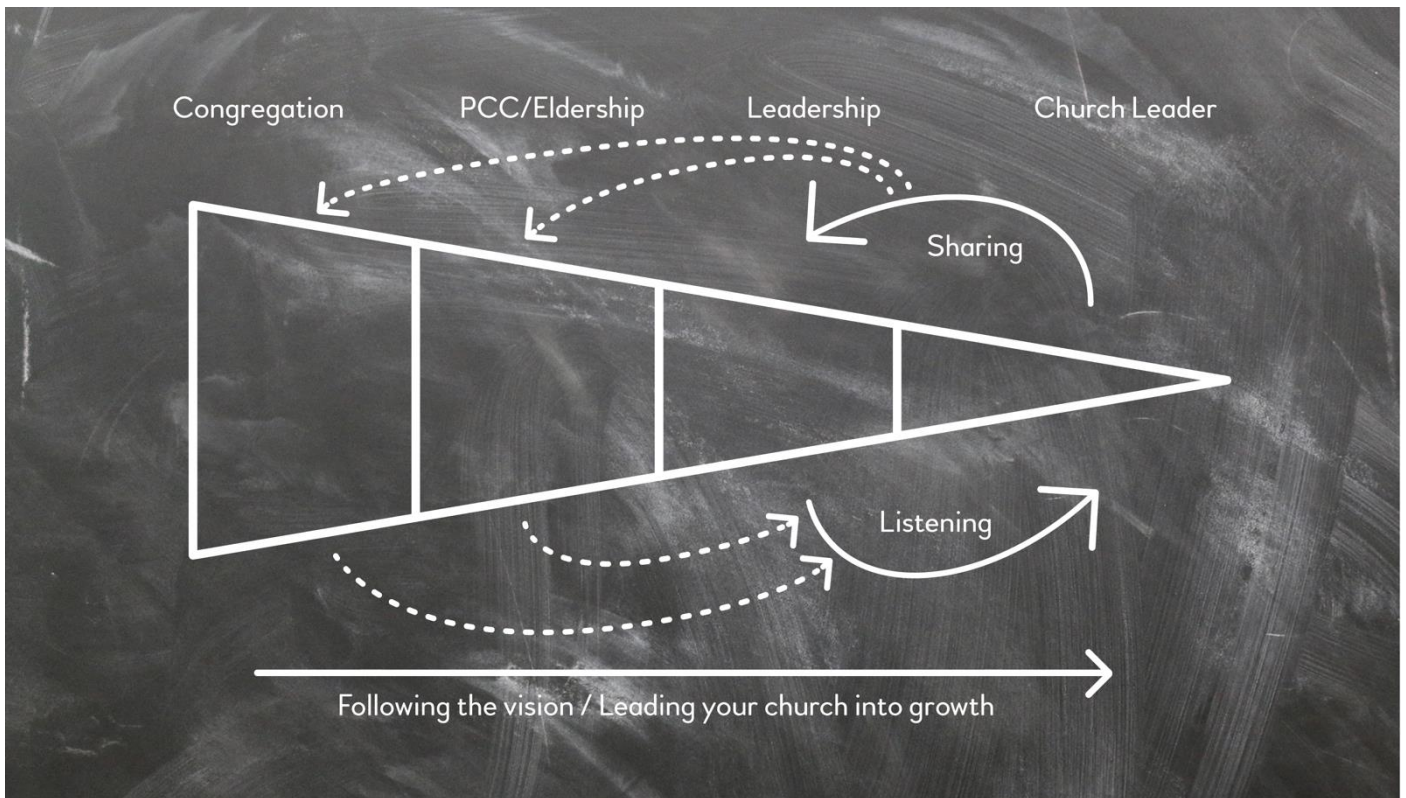 Congregation
PCC/Eldership
Leadership
Church Leader
Sharing
Listening
Following the vision / Leading your church into growth